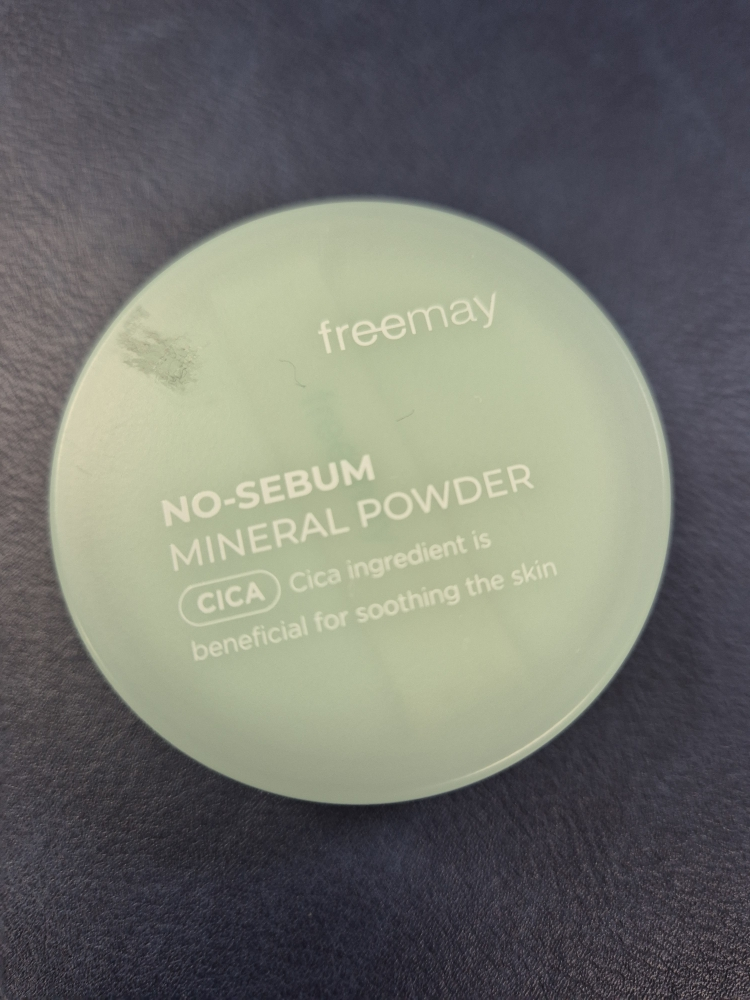 freemay
NO-SEBUM
MINERAL POWDER
CICA Cica ingredient is
beneficial for soothing the skin